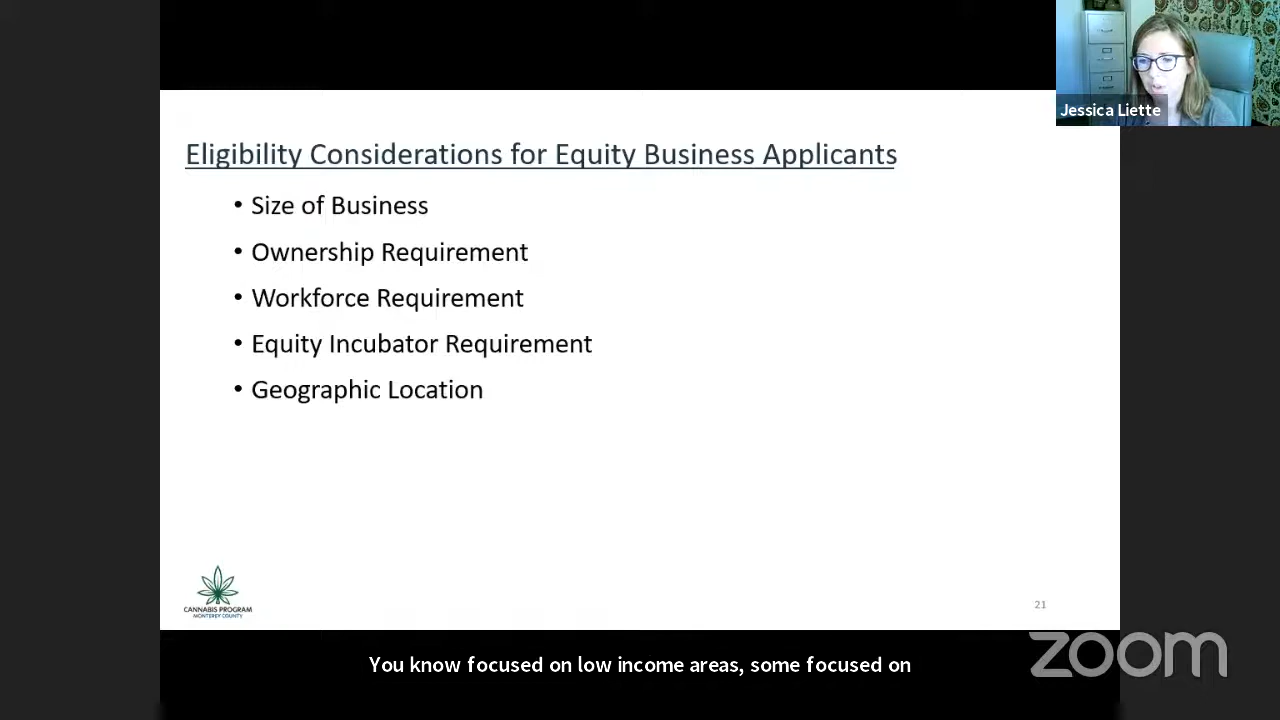 Jessica Liette
Eligibility Considerations for Equity Business Applicants
• Size of Business
• Ownership Requirement
• Workforce Requirement
• Equity Incubator Requirement
• Geographic Location
CANNABIS PROGRAM
MONTEREY COUNTY
21
You know focused on low income areas, some focused on
zoom